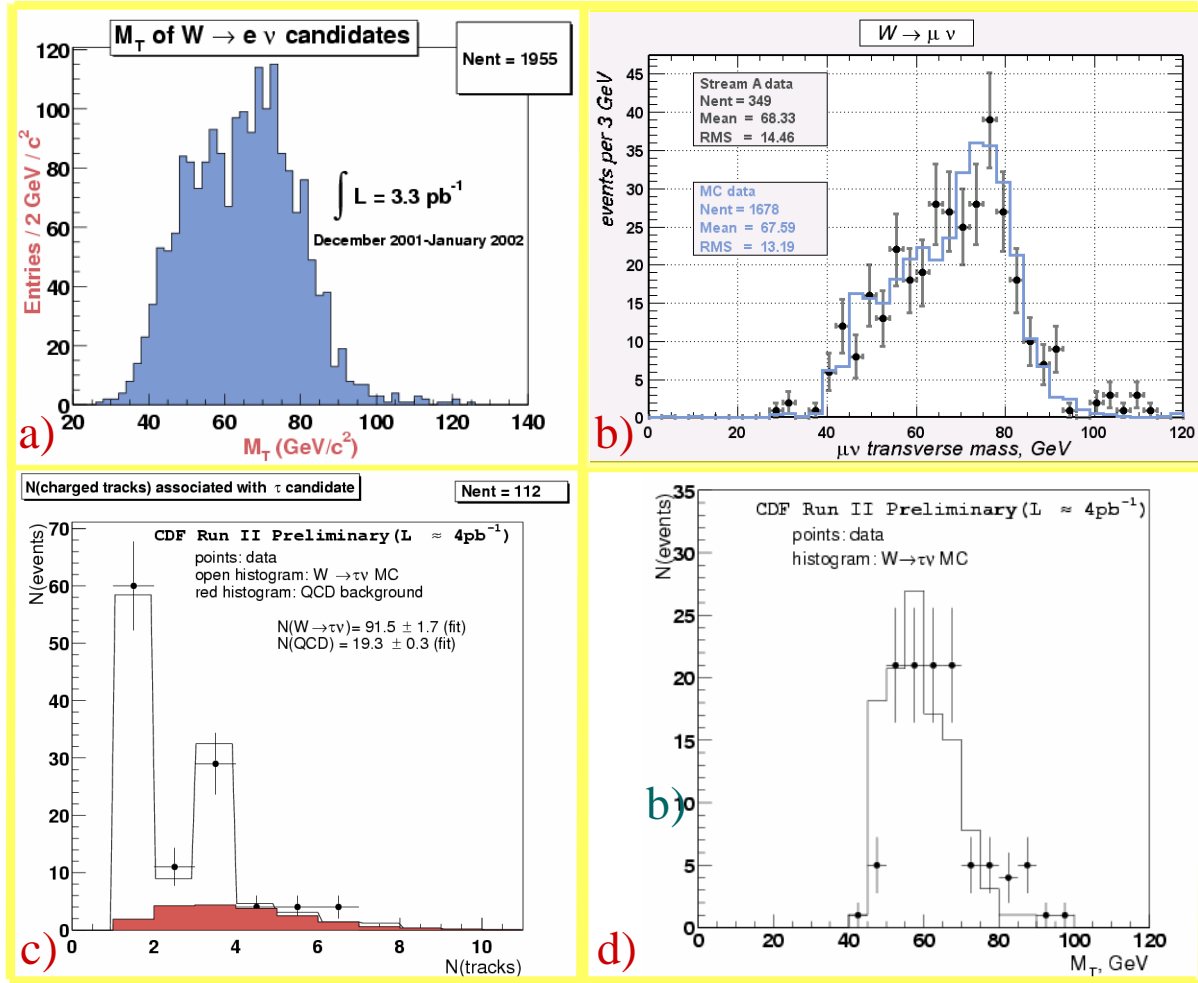 M_T of W → e ν candidates
Nent = 1955
Entries / 2 GeV / c²
120
100
80
60
40
20
0
∫ L = 3.3 pb⁻¹
December 2001-January 2002
20 40 60 80 100 120 140
M_T (GeV/c²)
a)
W → μ ν
events per 3 GeV
45
40
35
30
25
20
15
10
5
0
Stream A data
Nent = 349
Mean = 68.33
RMS = 14.46
MC data
Nent = 1678
Mean = 67.59
RMS = 13.19
0 20 40 60 80 100 120
μν transverse mass, GeV
b)
N(charged tracks) associated with τ candidate
Nent = 112
N(events)
70
60
50
40
30
20
10
0
CDF Run II Preliminary(L ≈ 4pb⁻¹)
points: data
open histogram: W →τν MC
red histogram: QCD background
N(W →τν)= 91.5 ± 1.7 (fit)
N(QCD) = 19.3 ± 0.3 (fit)
0 2 4 6 8 10
N(tracks)
c)
N(events)
35
30
25
20
15
10
5
0
CDF Run II Preliminary(L ≈ 4pb⁻¹)
points: data
histogram: W→τν MC
b)
0 20 40 60 80 100 120
M_T, GeV
d)